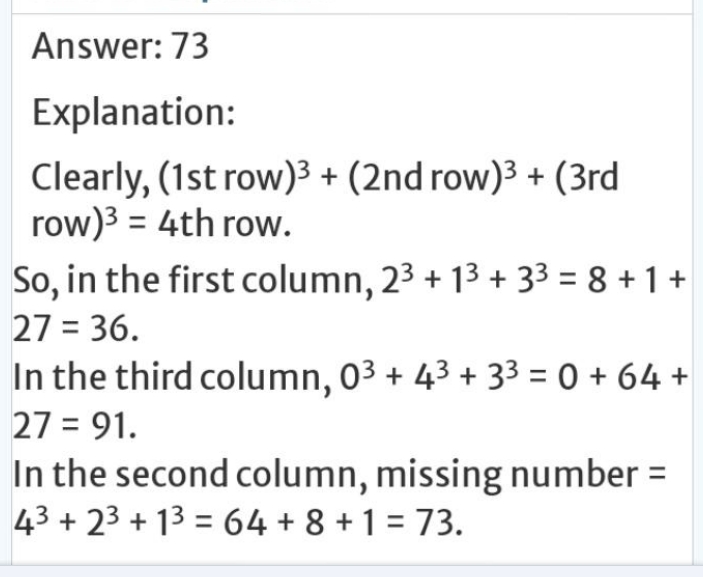 Answer: 73
Explanation:
Clearly, (1st row)³ + (2nd row)³ + (3rd
row)³ = 4th row.
So, in the first column, 2³ + 1³ + 3³ = 8 + 1 +
27 = 36.
In the third column, 0³ + 4³ + 3³ = 0 + 64 +
27 = 91.
In the second column, missing number =
4³ + 2³ + 1³ = 64 + 8 + 1 = 73.